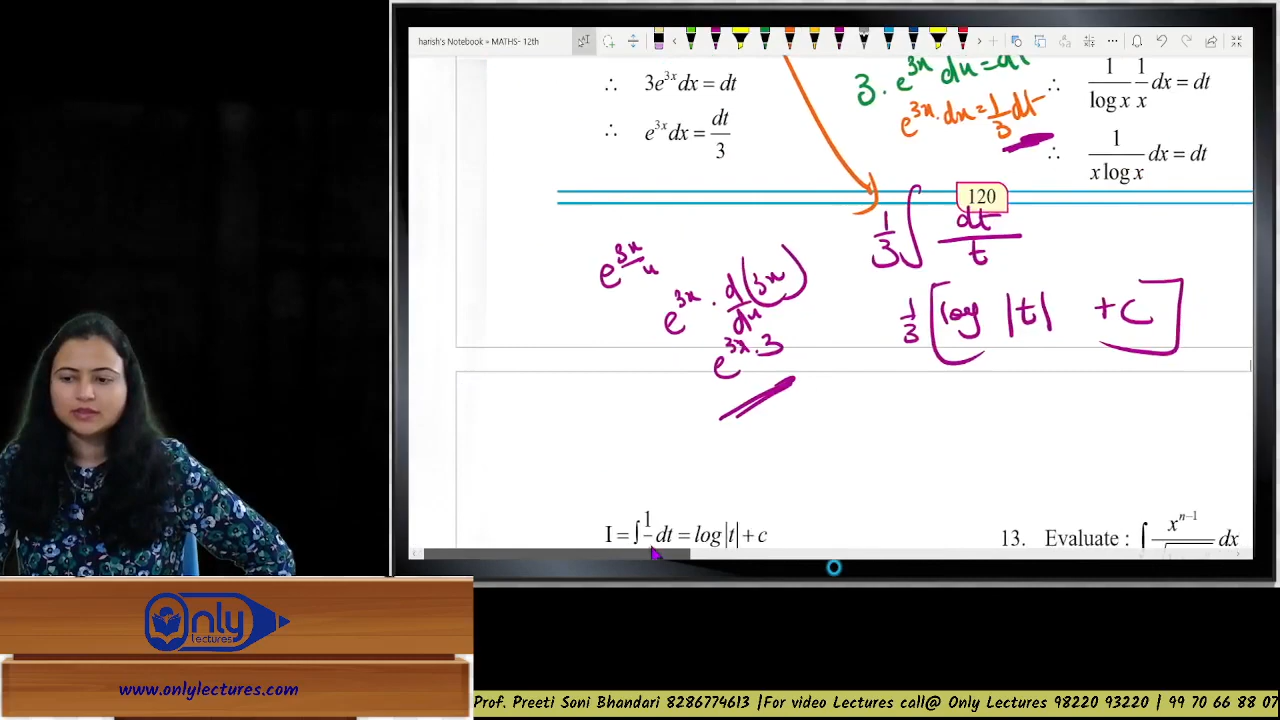 harish's Notebook » MATHS- 12th
∴ 3e^{3x} dx = dt
∴ e^{3x} dx = dt/3
3 · e^{3x} dx = dt
e^{3x} · dx = 1/3 dt
∴ 1/(log x) 1/x dx = dt
∴ 1/(x log x) dx = dt
120
1/3 ∫ dt/t
1/3 [log |t| + C]
e^{3x}
e^{3x} · d/dx (3x)
e^{3x} · 3
I = ∫ 1/t dt = log|t| + c
13. Evaluate : ∫ x^{n–1} dx
Only
lectures
www.onlylectures.com
Prof. Preeti Soni Bhandari 8286774613 |For video Lectures call@ Only Lectures 98220 93220 | 99 70 66 88 07